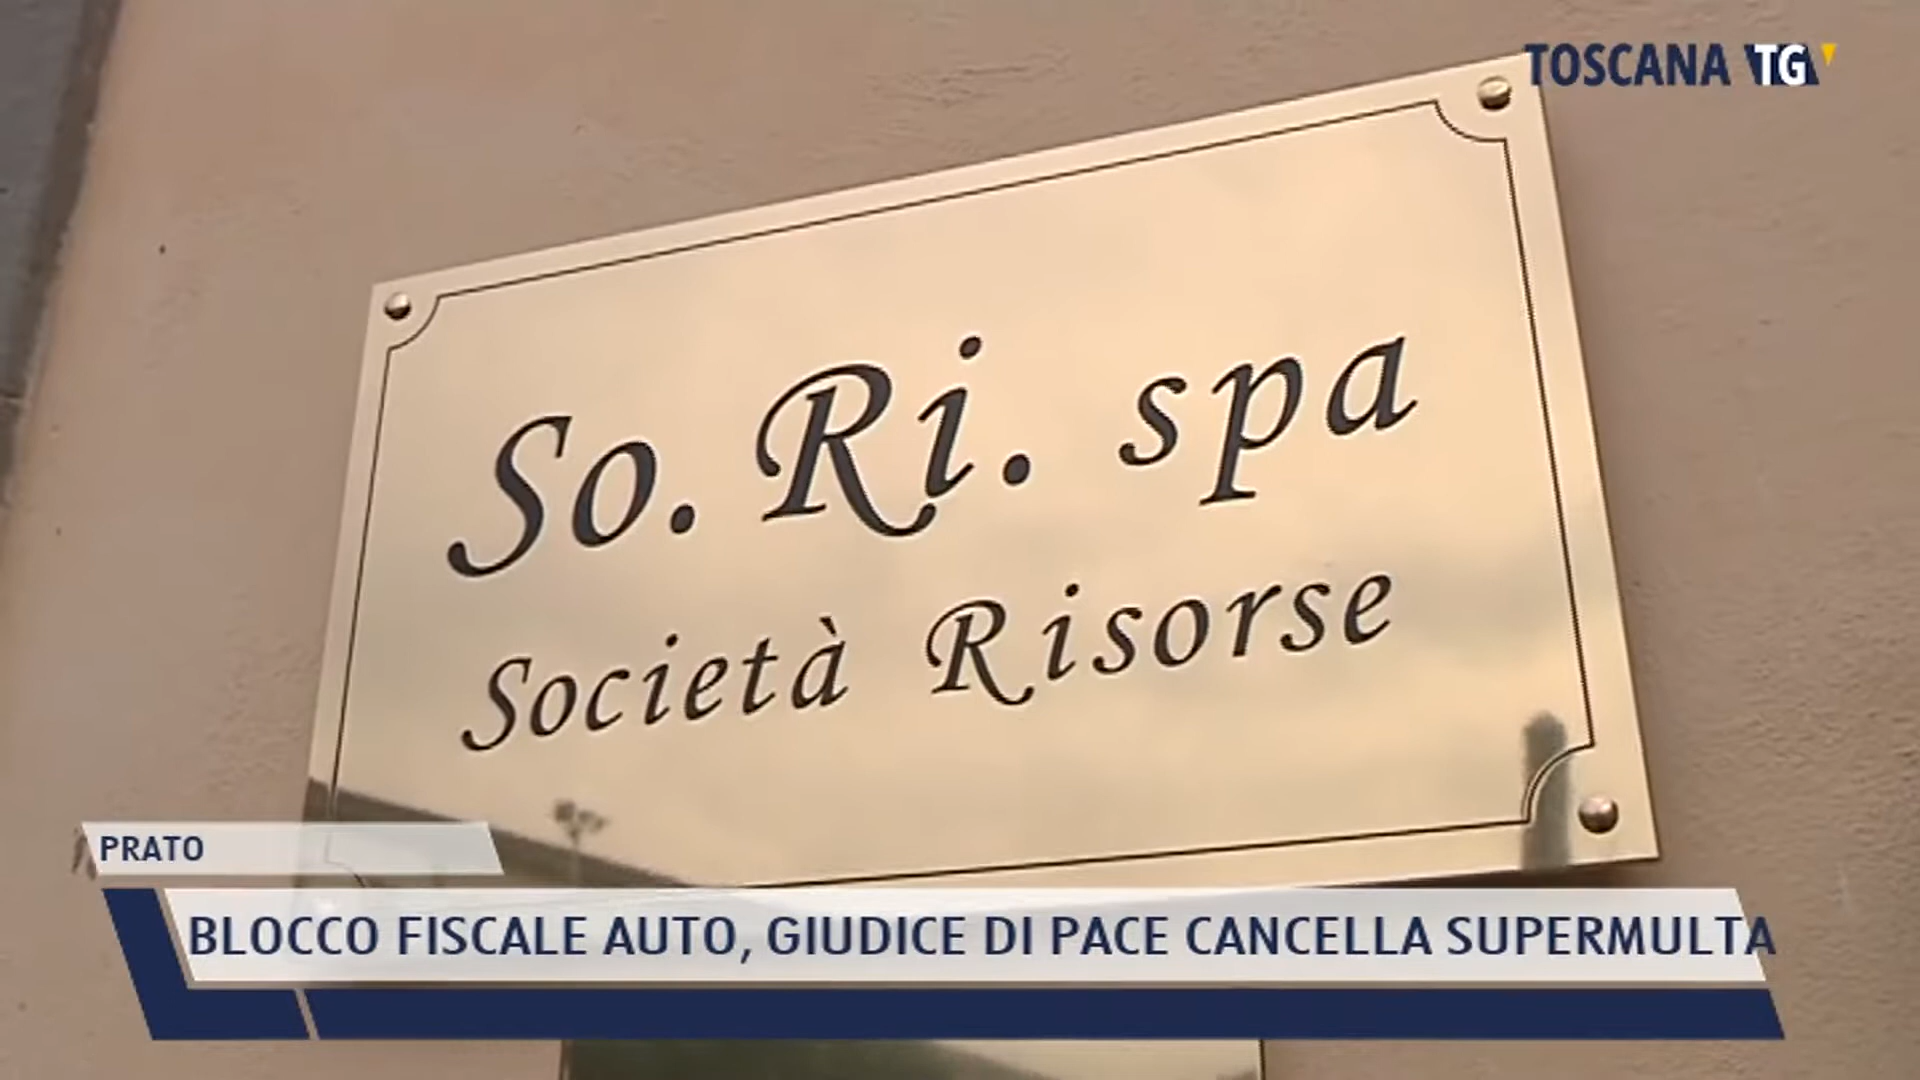 TOSCANA TG
So. Ri. spa
Società Risorse
PRATO
BLOCCO FISCALE AUTO, GIUDICE DI PACE CANCELLA SUPERMULTA